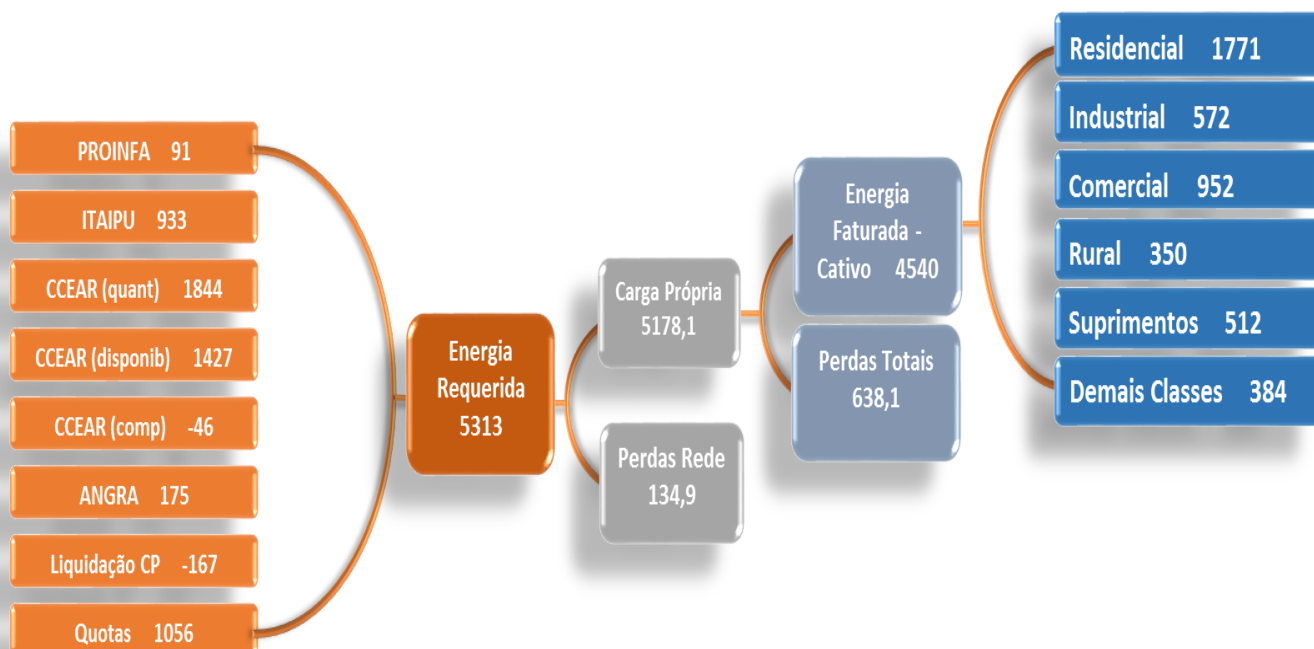 PROINFA 91
ITAIPU 933
CCEAR (quant) 1844
CCEAR (disponib) 1427
CCEAR (comp) -46
ANGRA 175
Liquidação CP -167
Quotas 1056
Energia
Requerida
5313
Carga Própria
5178,1
Perdas Rede
134,9
Energia
Faturada -
Cativo 4540
Perdas Totais
638,1
Residencial 1771
Industrial 572
Comercial 952
Rural 350
Suprimentos 512
Demais Classes 384